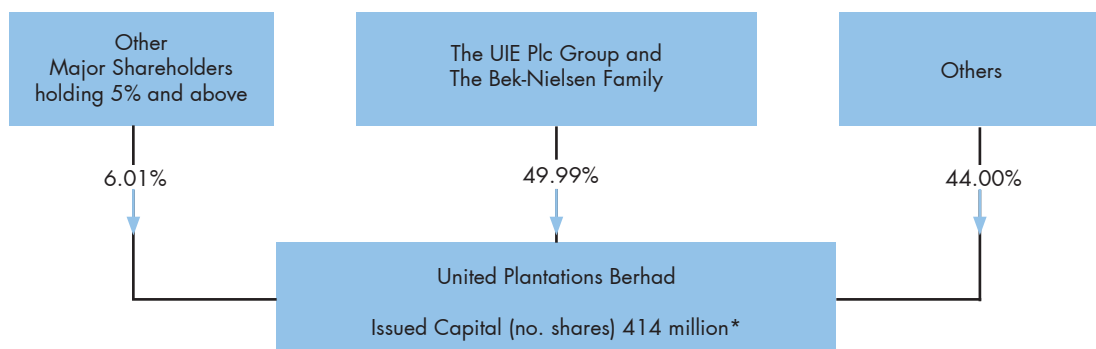 Other
Major Shareholders
holding 5% and above
The UIE Plc Group and
The Bek-Nielsen Family
Others
6.01%
49.99%
44.00%
United Plantations Berhad
Issued Capital (no. shares) 414 million*